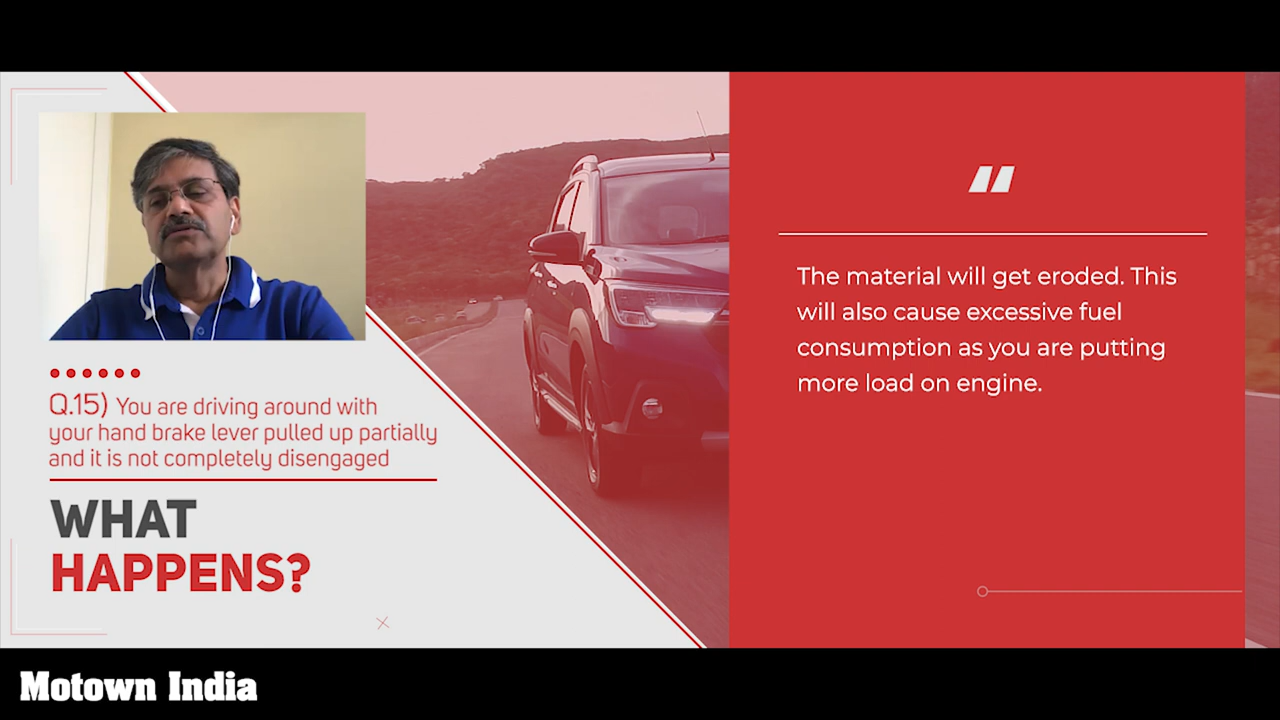 Q.15) You are driving around with
your hand brake lever pulled up partially
and it is not completely disengaged
WHAT
HAPPENS?
The material will get eroded. This
will also cause excessive fuel
consumption as you are putting
more load on engine.
Motown India